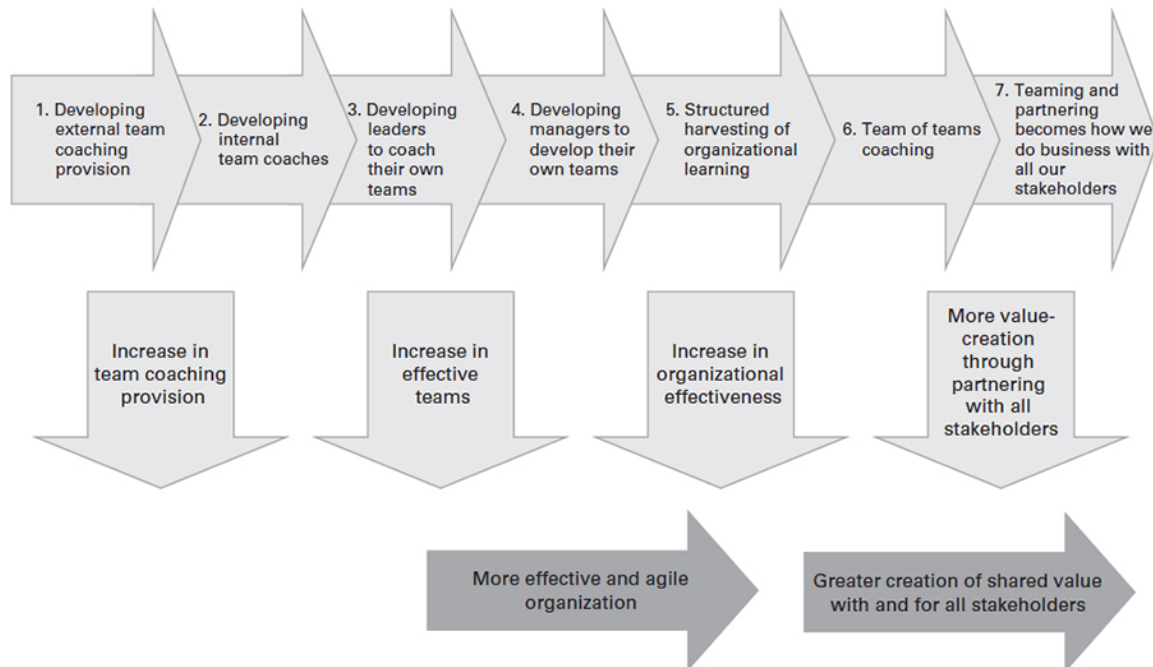 1. Developing
external team
coaching
provision
2. Developing
internal
team coaches
3. Developing
leaders
to coach
their own
teams
4. Developing
managers to
develop their
own teams
5. Structured
harvesting of
organizational
learning
6. Team of teams
coaching
7. Teaming and
partnering
becomes how we
do business with
all our
stakeholders
Increase in
team coaching
provision
Increase in
effective
teams
Increase in
organizational
effectiveness
More value-
creation
through
partnering
with all
stakeholders
More effective and agile
organization
Greater creation of shared value
with and for all stakeholders